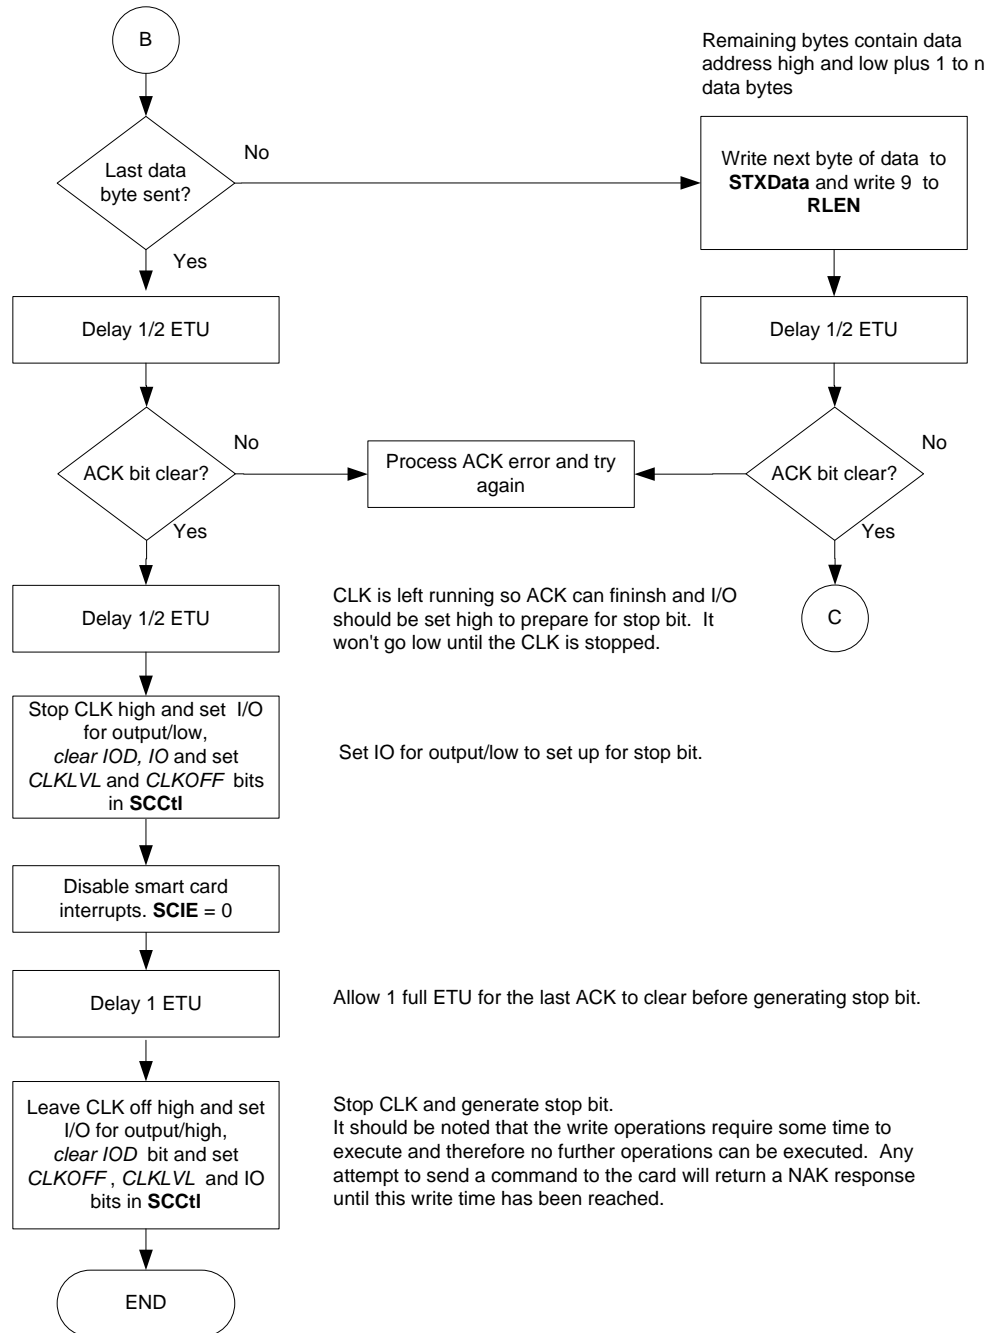 B
Remaining bytes contain data
address high and low plus 1 to n
data bytes
Last data
byte sent?
No
Write next byte of data to
STXData and write 9 to
RLEN
Yes
Delay 1/2 ETU
Delay 1/2 ETU
ACK bit clear?
No
Process ACK error and try
again
ACK bit clear?
No
Yes
Yes
Delay 1/2 ETU
CLK is left running so ACK can fininsh and I/O
should be set high to prepare for stop bit. It
won't go low until the CLK is stopped.
C
Stop CLK high and set I/O
for output/low,
clear IOD, IO and set
CLKLVL and CLKOFF bits
in SCCtl
Set IO for output/low to set up for stop bit.
Disable smart card
interrupts. SCIE = 0
Delay 1 ETU
Allow 1 full ETU for the last ACK to clear before generating stop bit.
Leave CLK off high and set
I/O for output/high,
clear IOD bit and set
CLKOFF , CLKLVL and IO
bits in SCCtl
Stop CLK and generate stop bit.
It should be noted that the write operations require some time to
execute and therefore no further operations can be executed. Any
attempt to send a command to the card will return a NAK response
until this write time has been reached.
END